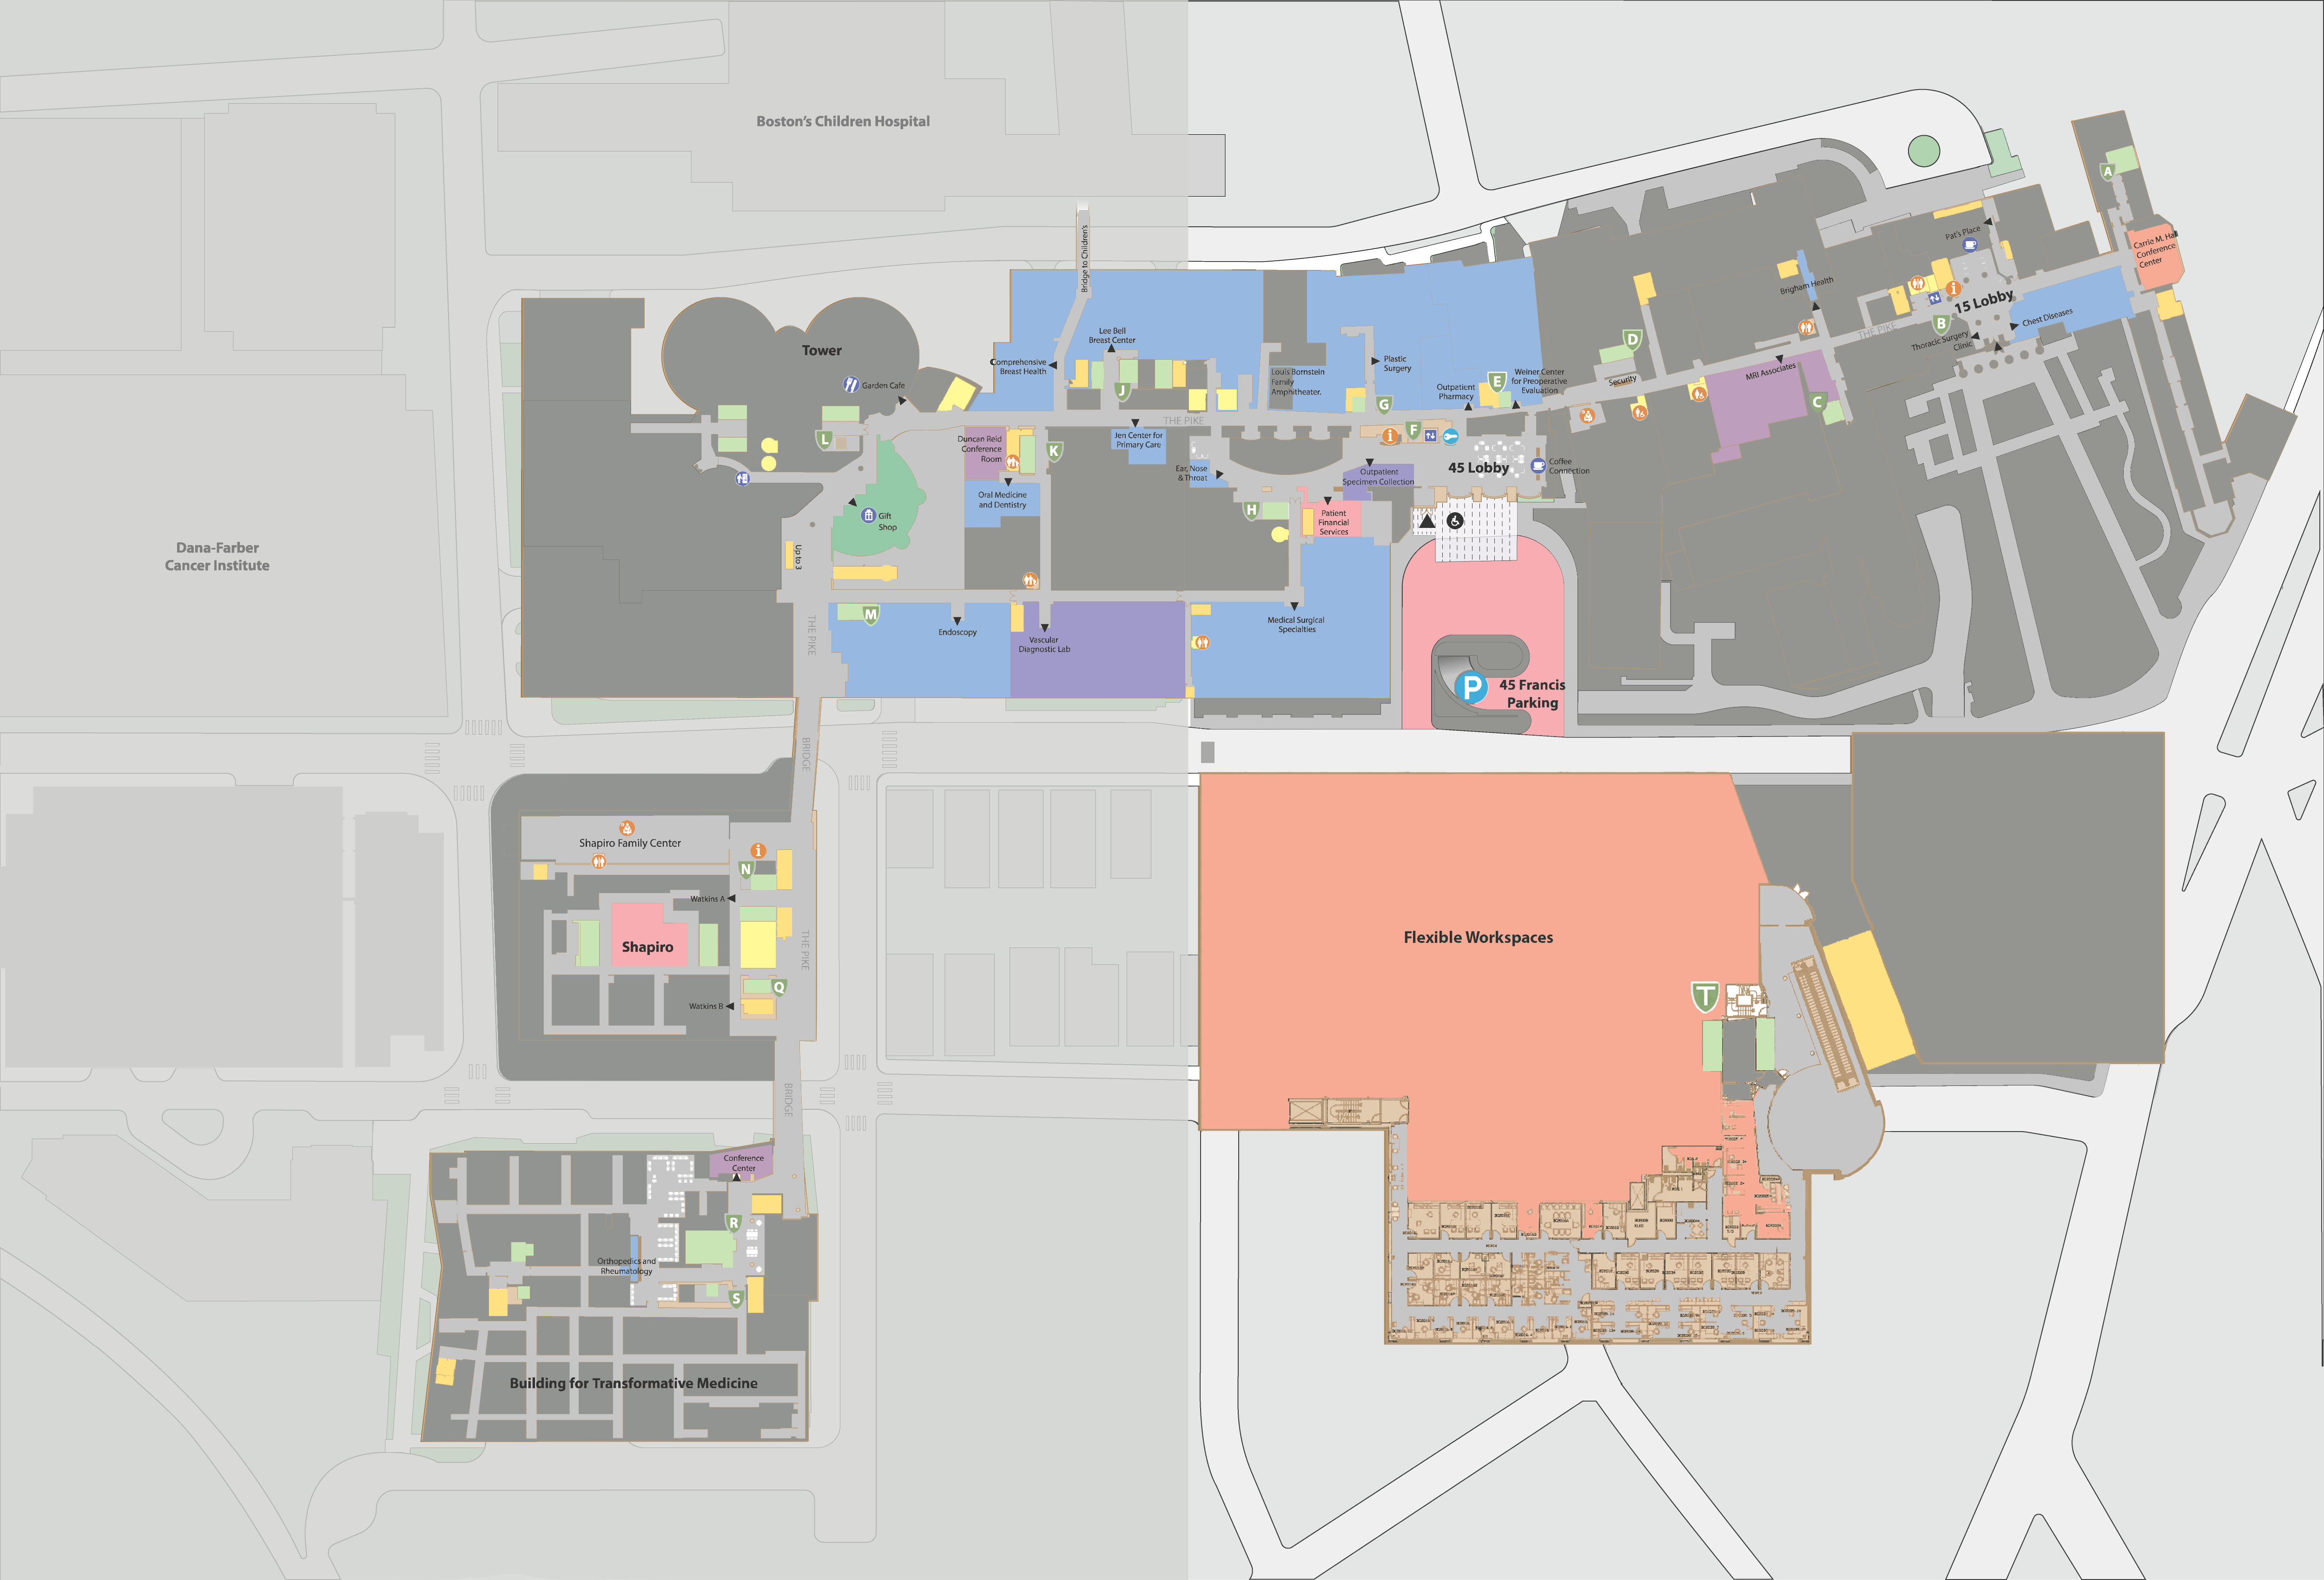 Boston's Children Hospital
A
Carrie M. Hall
Conference
Center
Pat's Place
Bridge to Children's
Brigham Health
15 Lobby
B
Chest Diseases
THE PIKE
Thoracic Surgery
Clinic
Lee Bell
Breast Center
Comprehensive
Breast Health
J
Plastic
Surgery
Louis Bornstein
Family
Amphitheater.
D
Security
E
Weiner Center
for Preoperative
Evaluation
Outpatient
Pharmacy
MRI Associates
C
Tower
Garden Cafe
G
THE PIKE
L
Duncan Reid
Conference
Room
K
Jen Center for
Primary Care
F
45 Lobby
Coffee
Connection
Ear, Nose
& Throat
Outpatient
Specimen Collection
Oral Medicine
and Dentistry
Gift
Shop
H
Patient
Financial
Services
Up to 3
Dana-Farber
Cancer Institute
M
THE PIKE
Endoscopy
Vascular
Diagnostic Lab
Medical Surgical
Specialties
P
45 Francis
Parking
BRIDGE
Shapiro Family Center
N
Watkins A
Shapiro
THE PIKE
Q
Watkins B
Flexible Workspaces
T
BRIDGE
Conference
Center
R
Orthopedics and
Rheumatology
S
Building for Transformative Medicine